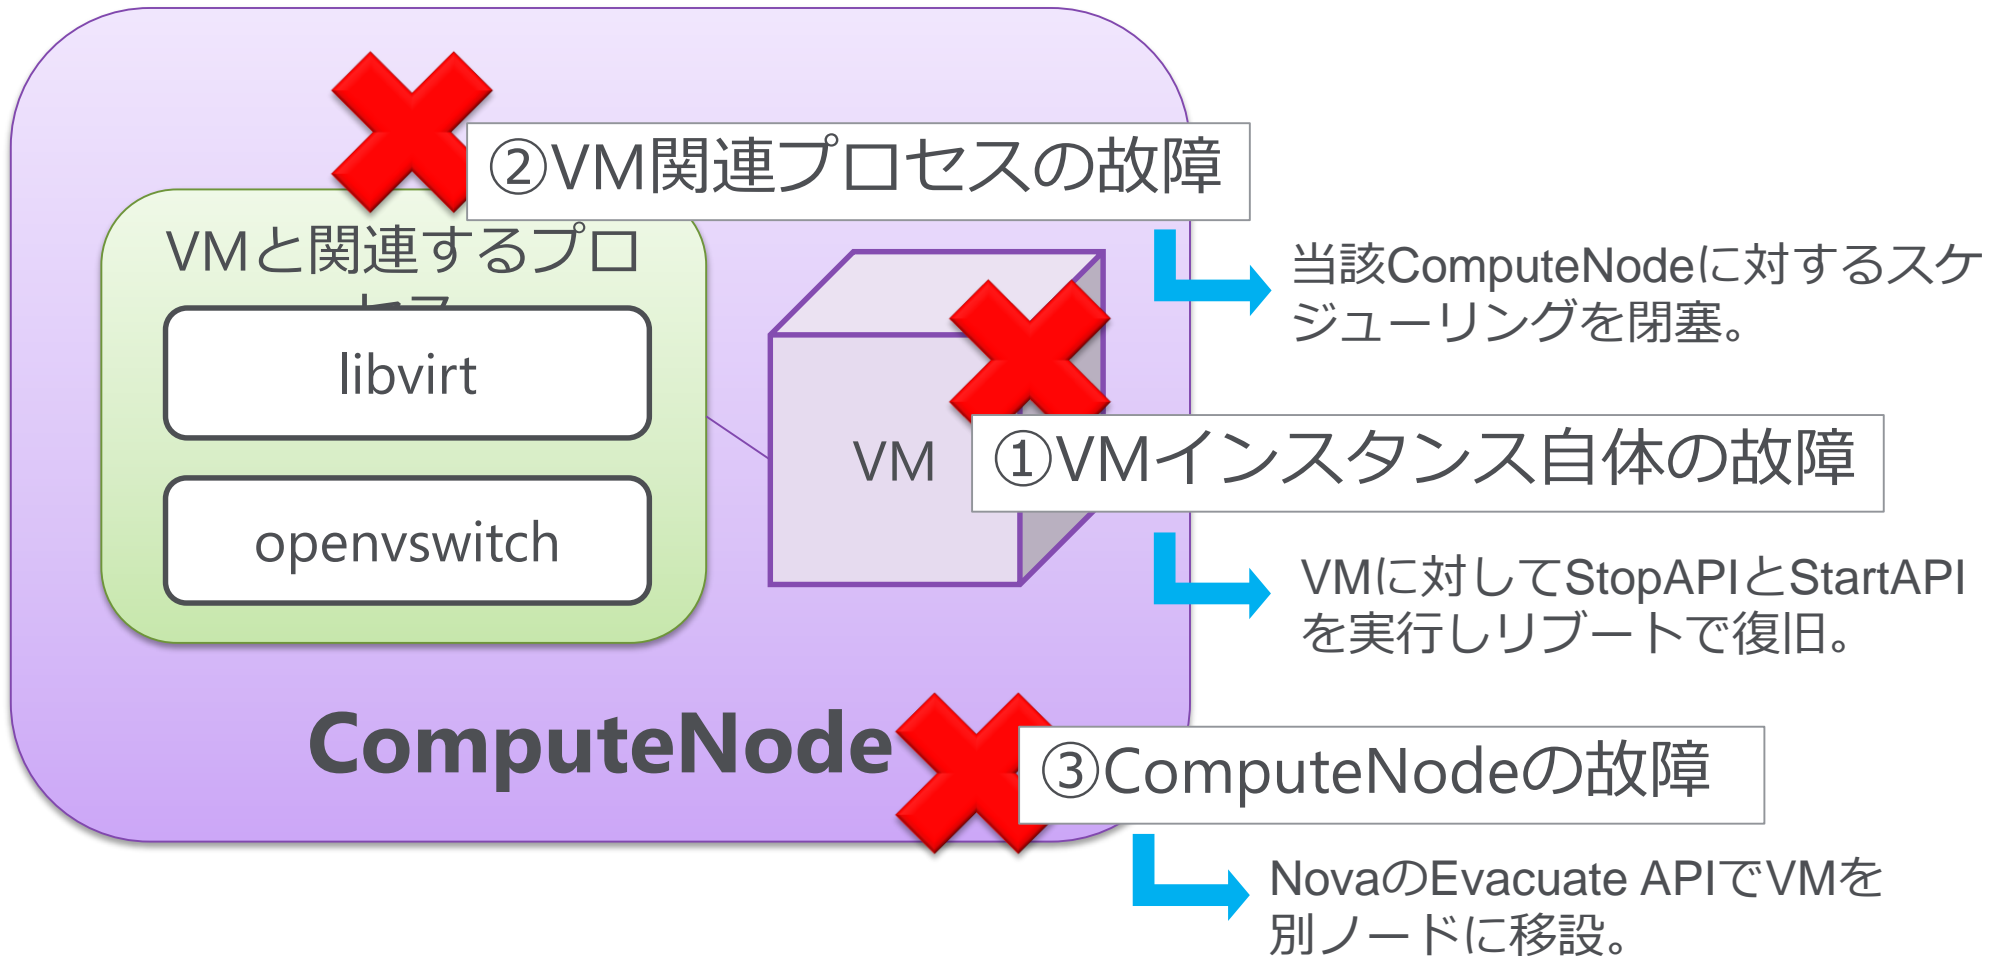 ②VM関連プロセスの故障
VMと関連するプロ
セス
libvirt
openvswitch
当該ComputeNodeに対するスケ
ジューリングを閉塞。
VM
①VMインスタンス自体の故障
VMに対してStopAPIとStartAPI
を実行しリブートで復旧。
ComputeNode
③ComputeNodeの故障
NovaのEvacuate APIでVMを
別ノードに移設。